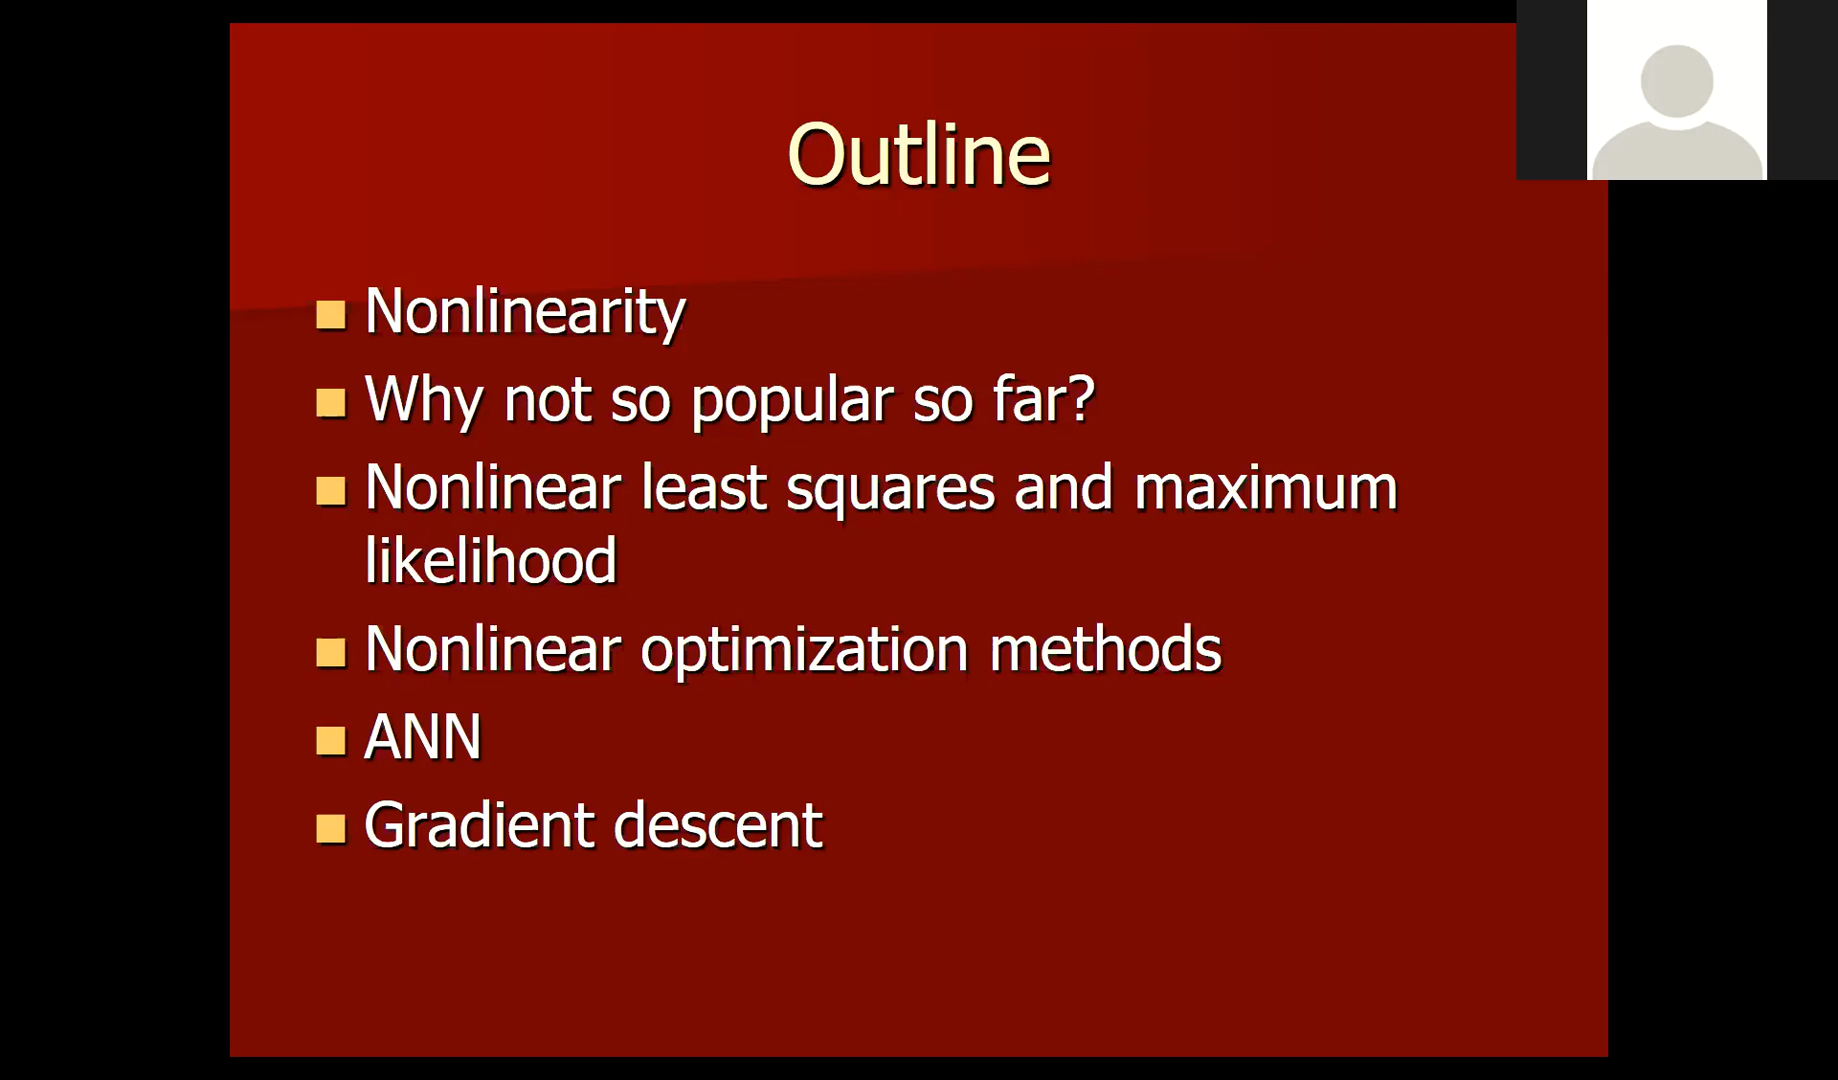 Outline
Nonlinearity
Why not so popular so far?
Nonlinear least squares and maximum
likelihood
Nonlinear optimization methods
ANN
Gradient descent